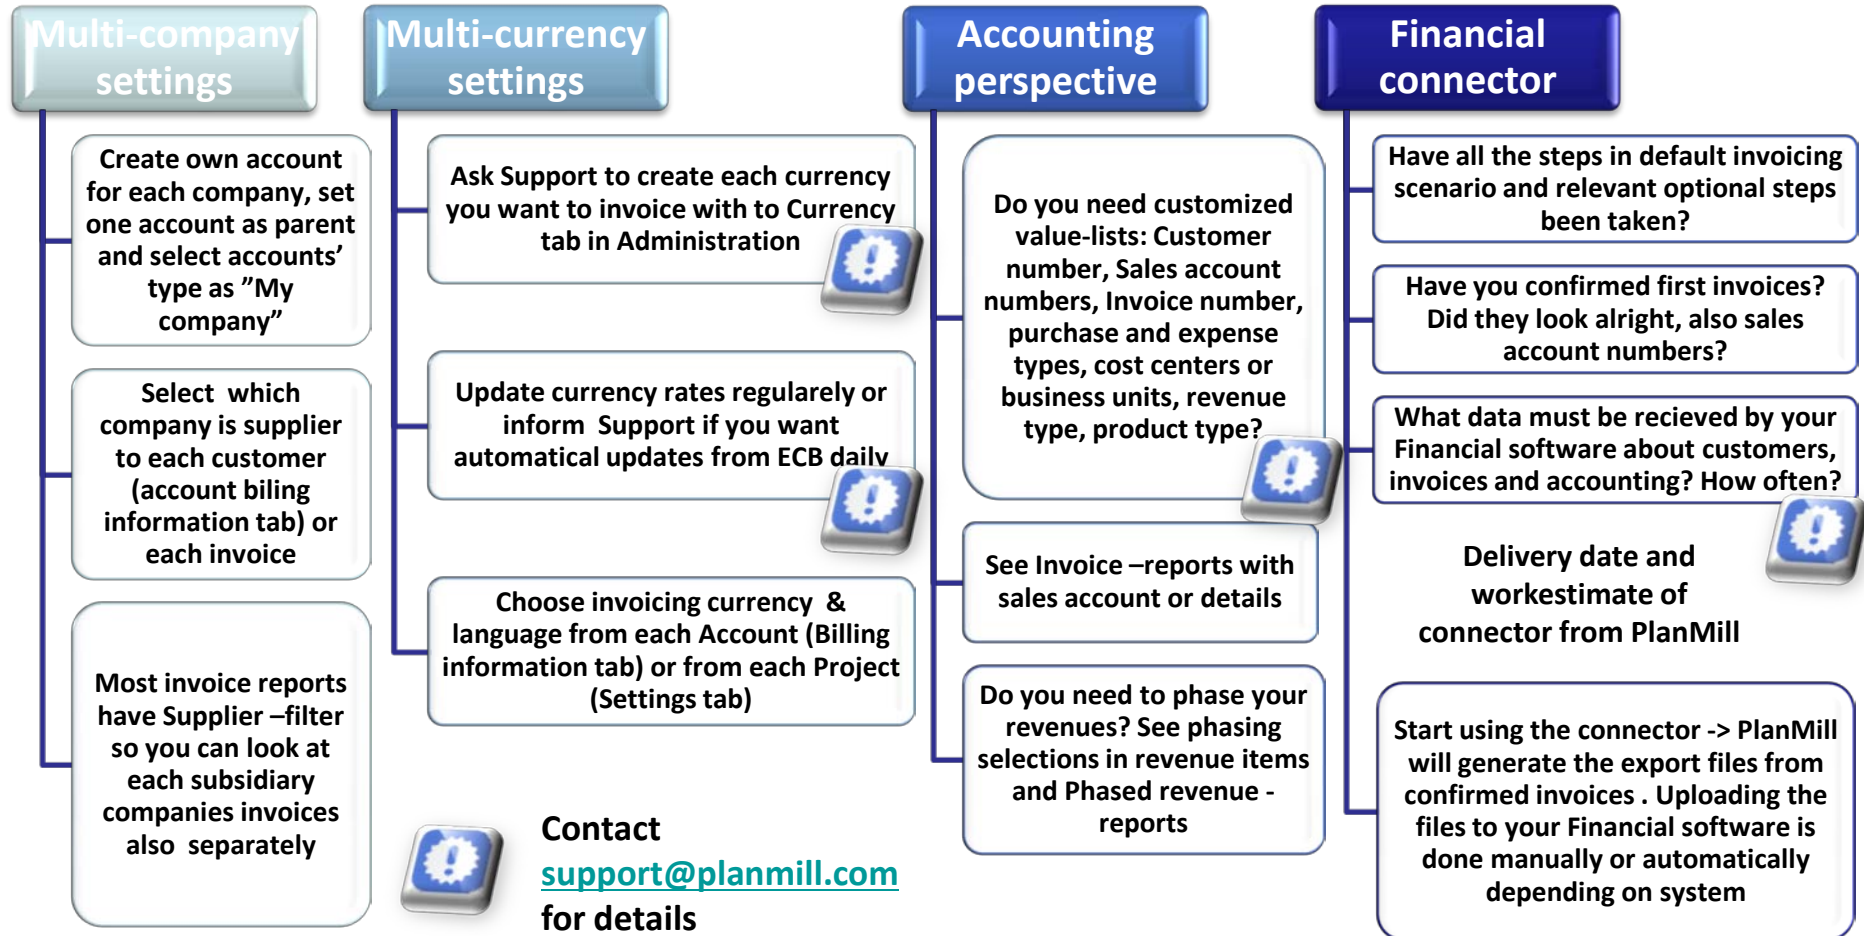 Multi-company
settings
Create own account
for each company, set
one account as parent
and select accounts’
type as ”My
company”
Select which
company is supplier
to each customer
(account biling
information tab) or
each invoice
Most invoice reports
have Supplier –filter
so you can look at
each subsidiary
companies invoices
also separately
Multi-currency
settings
Ask Support to create each currency
you want to invoice with to Currency
tab in Administration
Update currency rates regularely or
inform Support if you want
automatical updates from ECB daily
Choose invoicing currency &
language from each Account (Billing
information tab) or from each Project
(Settings tab)
Contact
support@planmill.com
for details
Accounting
perspective
Do you need customized
value-lists: Customer
number, Sales account
numbers, Invoice number,
purchase and expense
types, cost centers or
business units, revenue
type, product type?
See Invoice –reports with
sales account or details
Do you need to phase your
revenues? See phasing
selections in revenue items
and Phased revenue -
reports
Financial
connector
Have all the steps in default invoicing
scenario and relevant optional steps
been taken?
Have you confirmed first invoices?
Did they look alright, also sales
account numbers?
What data must be recieved by your
Financial software about customers,
invoices and accounting? How often?
Delivery date and
workestimate of
connector from PlanMill
Start using the connector -> PlanMill
will generate the export files from
confirmed invoices . Uploading the
files to your Financial software is
done manually or automatically
depending on system